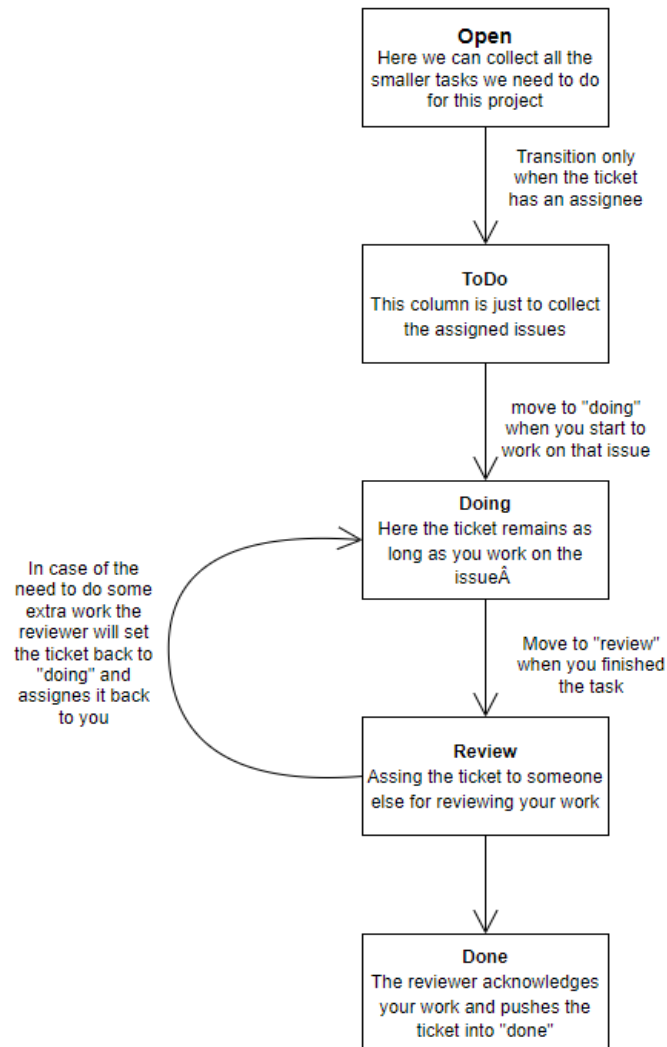 Open
Here we can collect all the
smaller tasks we need to do
for this project
Transition only
when the ticket
has an assignee
ToDo
This column is just to collect
the assigned issues
move to "doing"
when you start to
work on that issue
Doing
Here the ticket remains as
long as you work on the
issueÂ
In case of the
need to do some
extra work the
reviewer will set
the ticket back to
"doing" and
assignes it back
to you
Move to "review"
when you finished
the task
Review
Assing the ticket to someone
else for reviewing your work
Done
The reviewer acknowledges
your work and pushes the
ticket into "done"